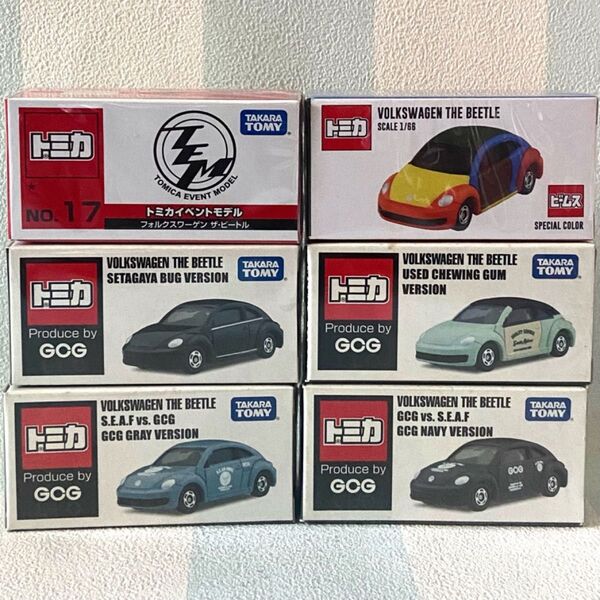 トミカ
TEM
TOMICA EVENT MODEL
TAKARA
TOMY
NO. 17
トミカイベントモデル
フォルクスワーゲン ザ・ビートル
トミカ
VOLKSWAGEN THE BEETLE
SCALE 1/66
ビームス
SPECIAL COLOR
トミカ
Produce by
GCG
VOLKSWAGEN THE BEETLE
SETAGAYA BUG VERSION
TAKARA
TOMY
トミカ
Produce by
GCG
VOLKSWAGEN THE BEETLE
USED CHEWING GUM
VERSION
TAKARA
TOMY
トミカ
Produce by
GCG
VOLKSWAGEN THE BEETLE
S.E.A.F vs. GCG
GCG GRAY VERSION
TAKARA
TOMY
トミカ
Produce by
GCG
VOLKSWAGEN THE BEETLE
GCG vs. S.E.A.F
GCG NAVY VERSION
GCG
TAKARA
TOMY